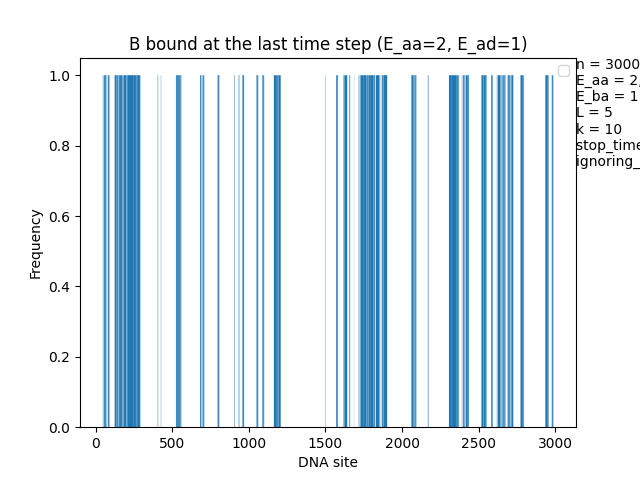 B bound at the last time step (E_aa=2, E_ad=1)
n = 3000
E_aa = 2,
E_ba = 1
L = 5
k = 10
stop_time
ignoring_
1.0
0.8
0.6
0.4
0.2
0.0
Frequency
0 500 1000 1500 2000 2500 3000
DNA site